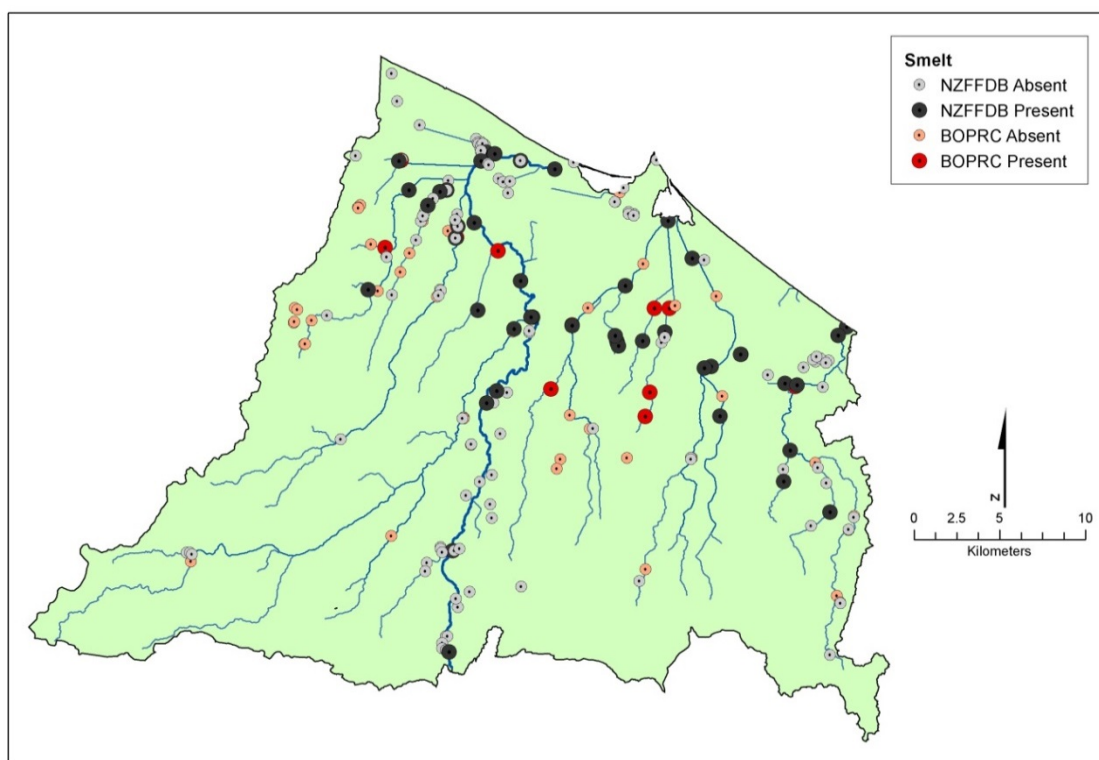 Smelt
NZFFDB Absent
NZFFDB Present
BOPRC Absent
BOPRC Present
N
0 2.5 5 10
Kilometers